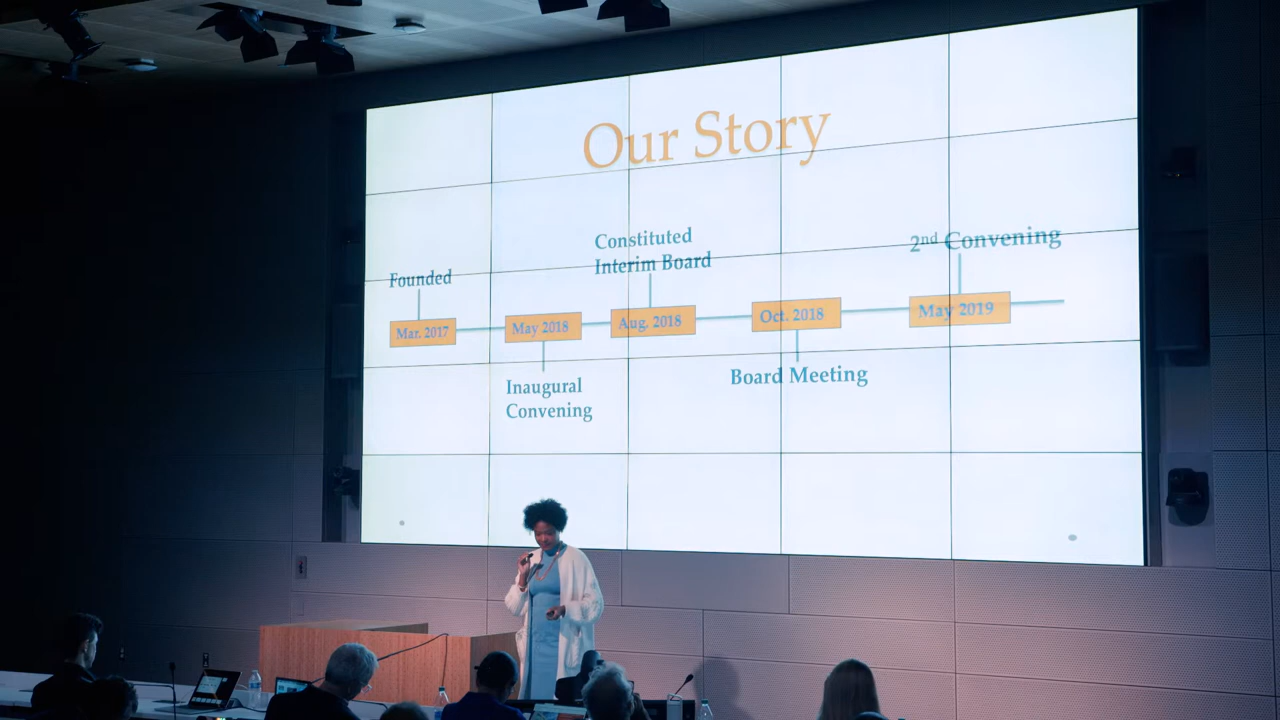 Our Story
Founded
Constituted
Interim Board
2nd Convening
Mar. 2017
May 2018
Aug. 2018
Oct. 2018
May 2019
Inaugural
Convening
Board Meeting